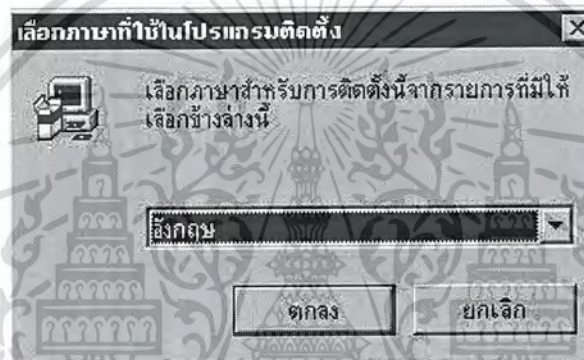 เลือกภาษาที่ใช้ในโปรแกรมติดตั้ง
เลือกภาษาสำหรับการติดตั้งนี้จากรายการที่มีให้
เลือกข้างล่างนี้
อังกฤษ
ตกลง
ยกเลิก